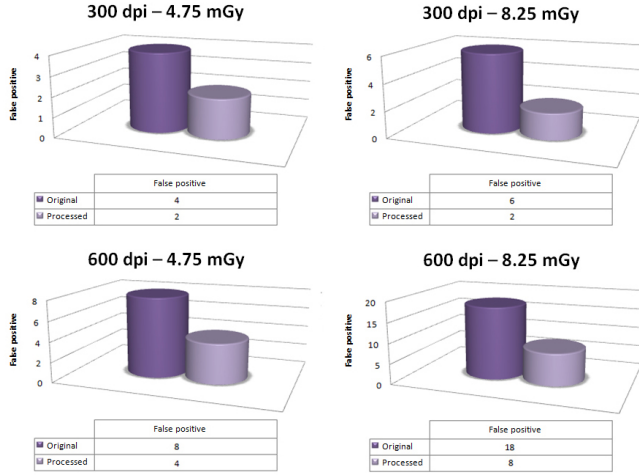 300 dpi – 4.75 mGy
False positive
4
3
2
1
0
False positive
Original 4
Processed 2
300 dpi – 8.25 mGy
False positive
6
4
2
0
False positive
Original 6
Processed 2
600 dpi – 4.75 mGy
False positive
8
6
4
2
0
False positive
Original 8
Processed 4
600 dpi – 8.25 mGy
False positive
20
15
10
5
0
False positive
Original 18
Processed 8